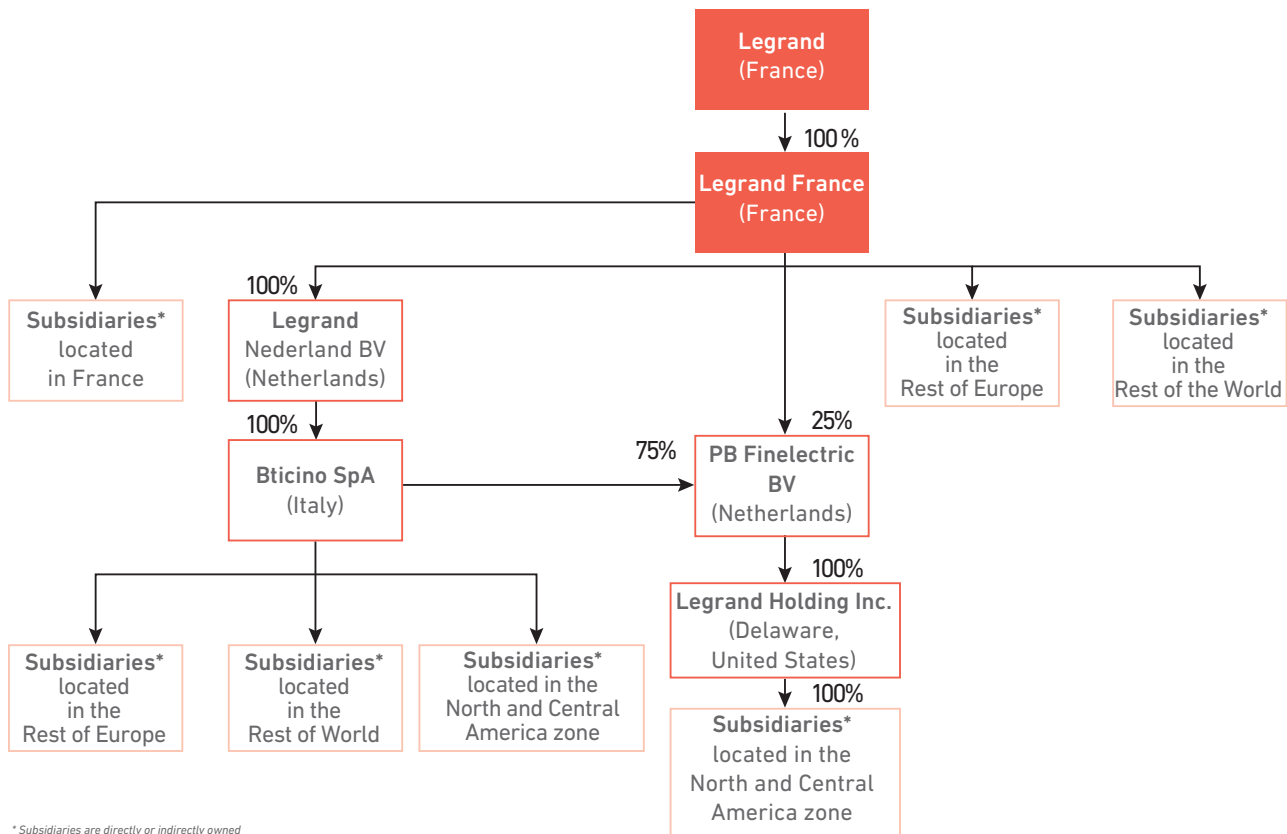 Legrand
(France)
100 %
Legrand France
(France)
100%
Subsidiaries*
located
in France
Legrand
Nederland BV
(Netherlands)
Subsidiaries*
located
in the
Rest of Europe
Subsidiaries*
located
in the
Rest of the World
100%
25%
75%
Bticino SpA
(Italy)
PB Finelectric
BV
(Netherlands)
100%
Legrand Holding Inc.
(Delaware,
United States)
Subsidiaries*
located
in the
Rest of Europe
Subsidiaries*
located
in the
Rest of World
Subsidiaries*
located in the
North and Central
America zone
100%
Subsidiaries*
located in the
North and Central
America zone
* Subsidiaries are directly or indirectly owned